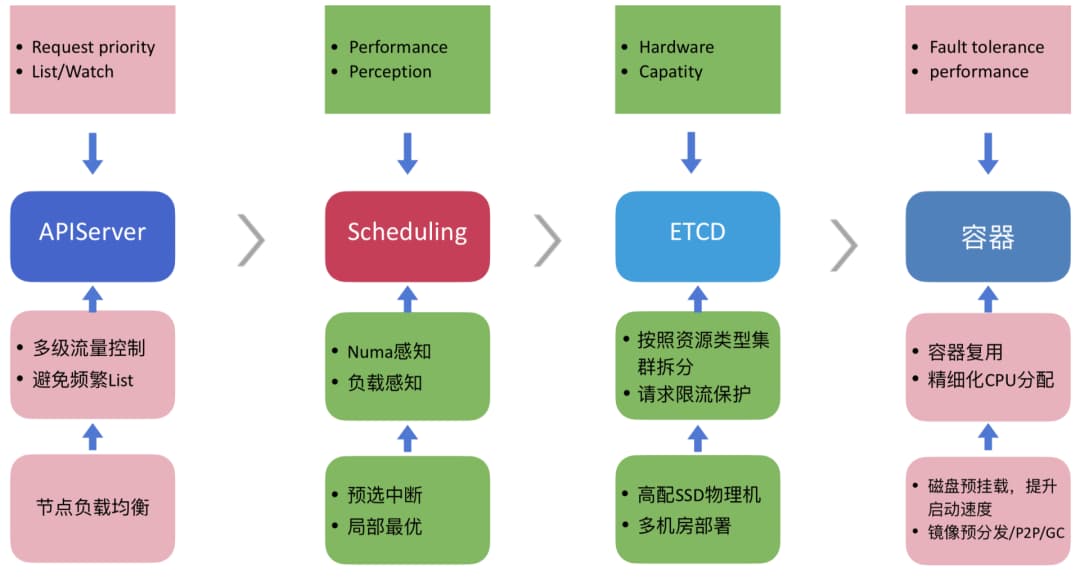 • Request priority
• List/Watch
• Performance
• Perception
• Hardware
• Capatity
• Fault tolerance
• performance
APIServer
Scheduling
ETCD
容器
• 多级流量控制
• 避免频繁List
• Numa感知
• 负载感知
• 按照资源类型集
群拆分
• 请求限流保护
• 容器复用
• 精细化CPU分配
节点负载均衡
• 预选中断
• 局部最优
• 高配SSD物理机
• 多机房部署
• 磁盘预挂载，提升
启动速度
• 镜像预分发/P2P/GC